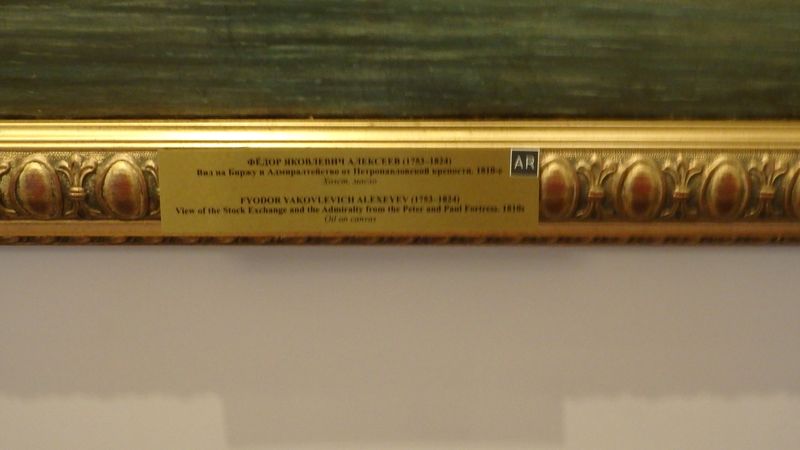 ФЁДОР ЯКОВЛЕВИЧ АЛЕКСЕЕВ (1753–1824)
Вид на Биржу и Адмиралтейство от Петропавловской крепости. 1810-е
Холст, масло
FYODOR YAKOVLEVICH ALEXEYEV (1753–1824)
View of the Stock Exchange and the Admiralty from the Peter and Paul Fortress. 1810s
Oil on canvas
AR